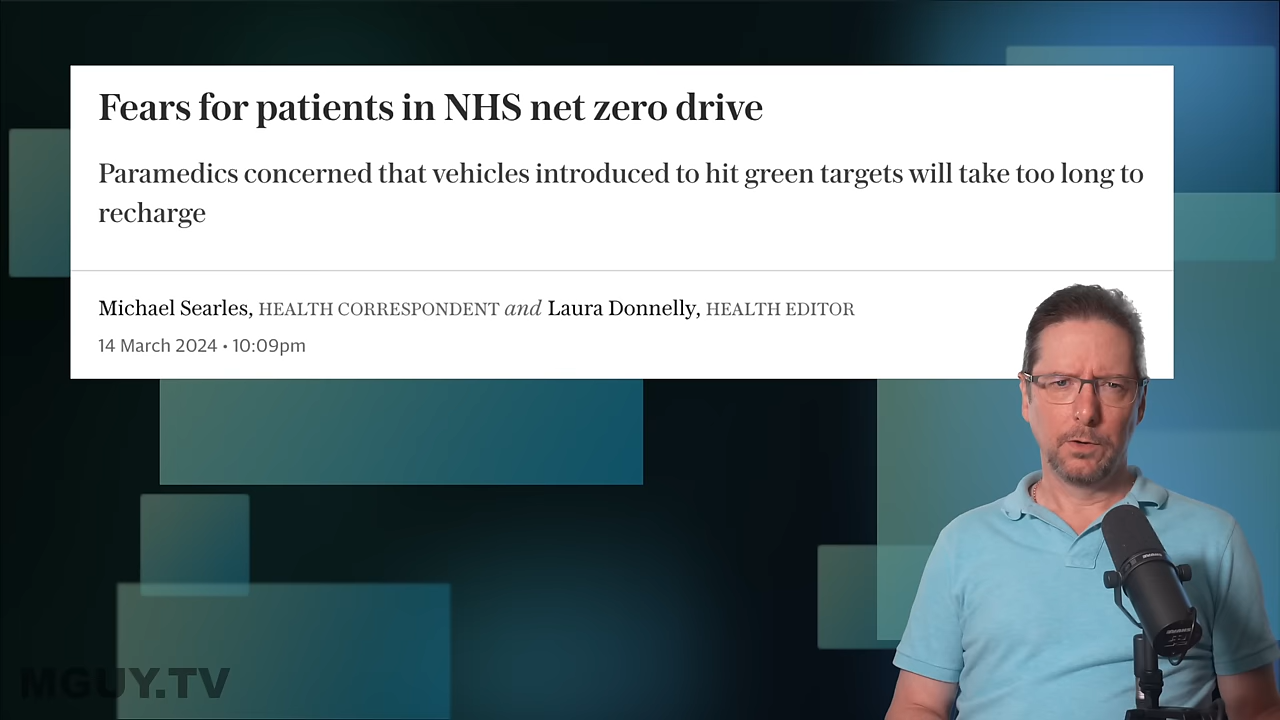 Fears for patients in NHS net zero drive
Paramedics concerned that vehicles introduced to hit green targets will take too long to
recharge
Michael Searles, HEALTH CORRESPONDENT and Laura Donnelly, HEALTH EDITOR
14 March 2024 • 10:09pm
MGUY.TV